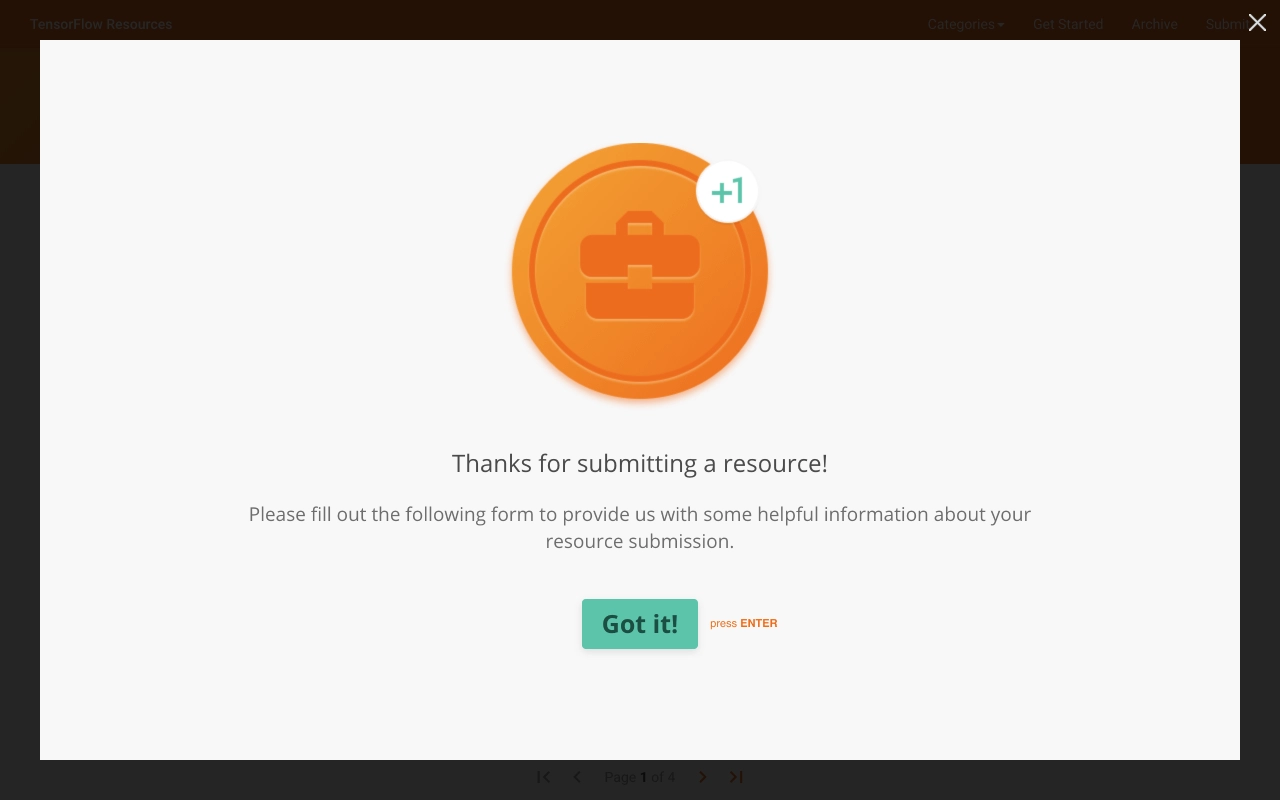 TensorFlow Resources
Categories Get Started Archive Submi
+1
Thanks for submitting a resource!
Please fill out the following form to provide us with some helpful information about your
resource submission.
Got it! press ENTER
Page 1 of 4